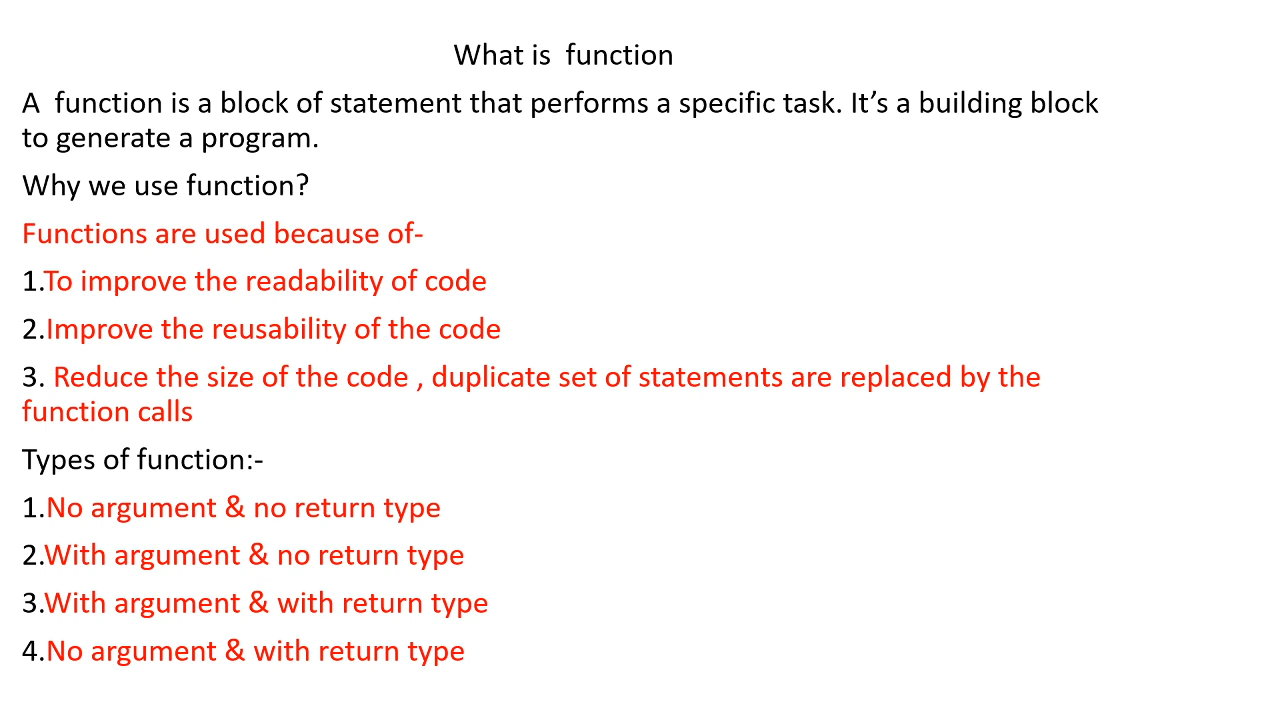 What is  function
A  function is a block of statement that performs a specific task. It’s a building block
to generate a program.
Why we use function?
Functions are used because of-
1.To improve the readability of code
2.Improve the reusability of the code
3. Reduce the size of the code , duplicate set of statements are replaced by the
function calls
Types of function:-
1.No argument & no return type
2.With argument & no return type
3.With argument & with return type
4.No argument & with return type